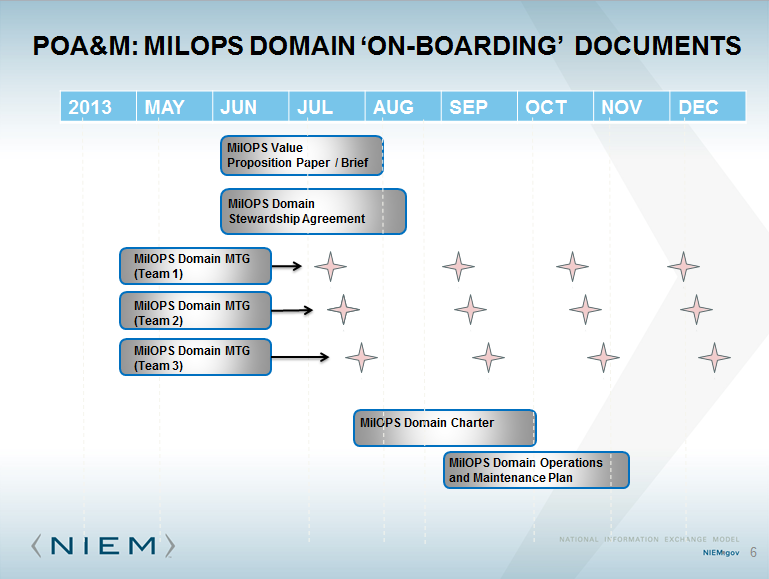 POA&M: MILOPS DOMAIN ‘ON-BOARDING’ DOCUMENTS
2013 MAY JUN JUL AUG SEP OCT NOV DEC
MilOPS Value
Proposition Paper / Brief
MilOPS Domain
Stewardship Agreement
MilOPS Domain MTG
(Team 1)
MilOPS Domain MTG
(Team 2)
MilOPS Domain MTG
(Team 3)
MilOPS Domain Charter
MilOPS Domain Operations
and Maintenance Plan
NIEM
NATIONAL INFORMATION EXCHANGE MODEL
NIEM.gov 6